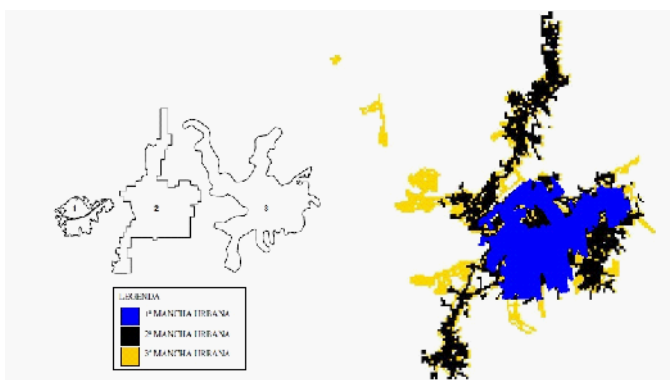 1
2
3
LEGENDA
1ª MANCHA URBANA
2ª MANCHA URBANA
3ª MANCHA URBANA